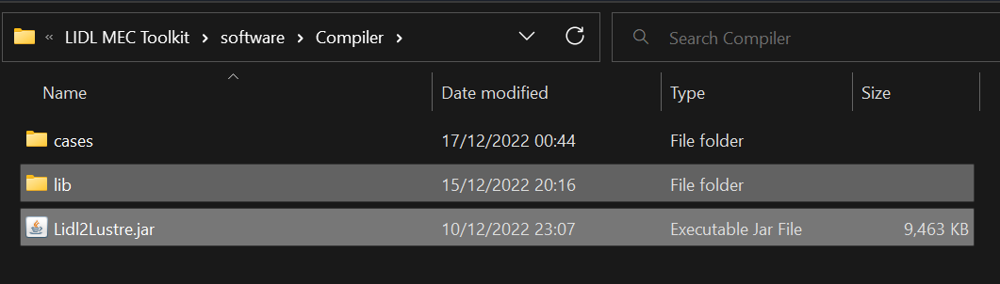 « LIDL MEC Toolkit › software › Compiler › Search Compiler
Name Date modified Type Size
cases 17/12/2022 00:44 File folder
lib 15/12/2022 20:16 File folder
Lidl2Lustre.jar 10/12/2022 23:07 Executable Jar File 9,463 KB